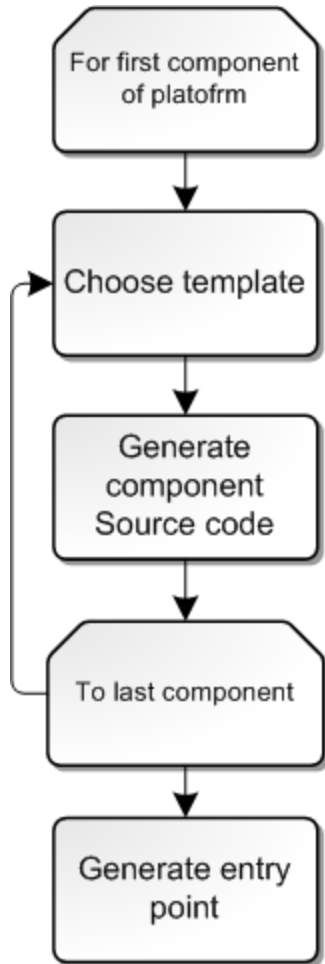 For first component
of platofrm
Choose template
Generate
component
Source code
To last component
Generate entry
point